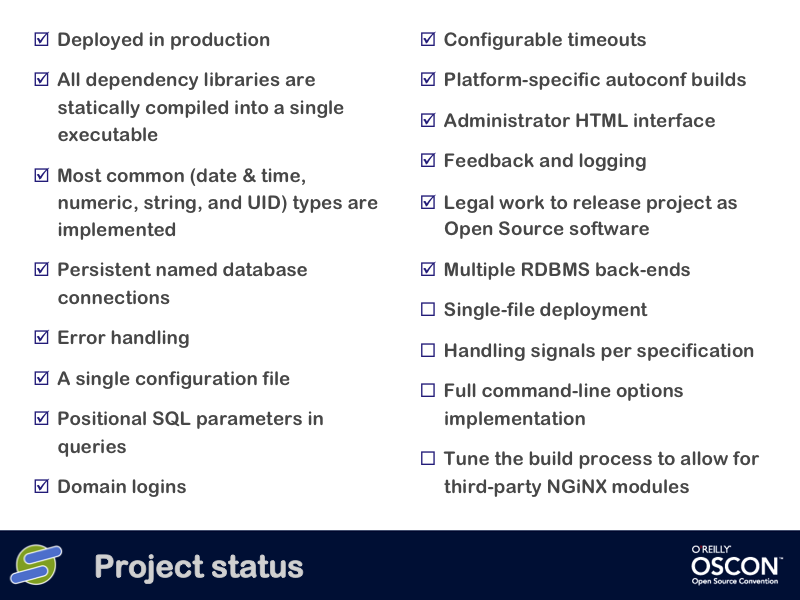 Deployed in production
All dependency libraries are
statically compiled into a single
executable
Most common (date & time,
numeric, string, and UID) types are
implemented
Persistent named database
connections
Error handling
A single configuration file
Positional SQL parameters in
queries
Domain logins
Configurable timeouts
Platform-specific autoconf builds
Administrator HTML interface
Feedback and logging
Legal work to release project as
Open Source software
Multiple RDBMS back-ends
Single-file deployment
Handling signals per specification
Full command-line options
implementation
Tune the build process to allow for
third-party NGiNX modules
Project status
O'REILLY
OSCON™
Open Source Convention